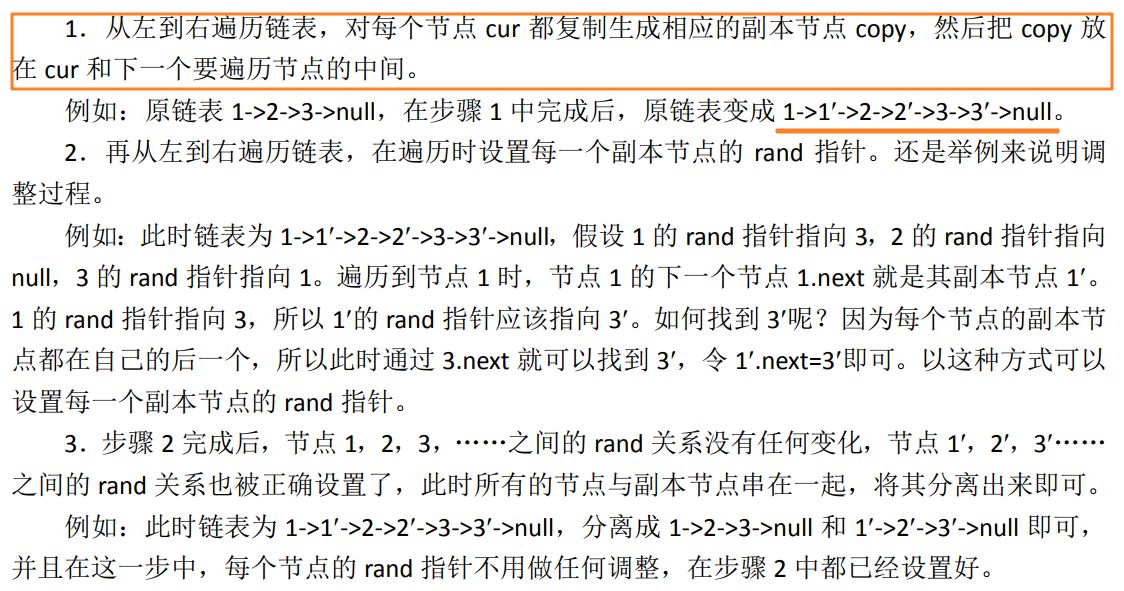 1．从左到右遍历链表，对每个节点 cur 都复制生成相应的副本节点 copy，然后把 copy 放
在 cur 和下一个要遍历节点的中间。
例如：原链表 1->2->3->null，在步骤 1 中完成后，原链表变成 1->1′->2->2′->3->3′->null。
2．再从左到右遍历链表，在遍历时设置每一个副本节点的 rand 指针。还是举例来说明调
整过程。
例如：此时链表为 1->1′->2->2′->3->3′->null，假设 1 的 rand 指针指向 3，2 的 rand 指针指向
null，3 的 rand 指针指向 1。遍历到节点 1 时，节点 1 的下一个节点 1.next 就是其副本节点 1′。
1 的 rand 指针指向 3，所以 1′的 rand 指针应该指向 3′。如何找到 3′呢？因为每个节点的副本节
点都在自己的后一个，所以此时通过 3.next 就可以找到 3′，令 1′.next=3′即可。以这种方式可以
设置每一个副本节点的 rand 指针。
3．步骤 2 完成后，节点 1，2，3，……之间的 rand 关系没有任何变化，节点 1′，2′，3′……
之间的 rand 关系也被正确设置了，此时所有的节点与副本节点串在一起，将其分离出来即可。
例如：此时链表为 1->1′->2->2′->3->3′->null，分离成 1->2->3->null 和 1′->2′->3′->null 即可，
并且在这一步中，每个节点的 rand 指针不用做任何调整，在步骤 2 中都已经设置好。